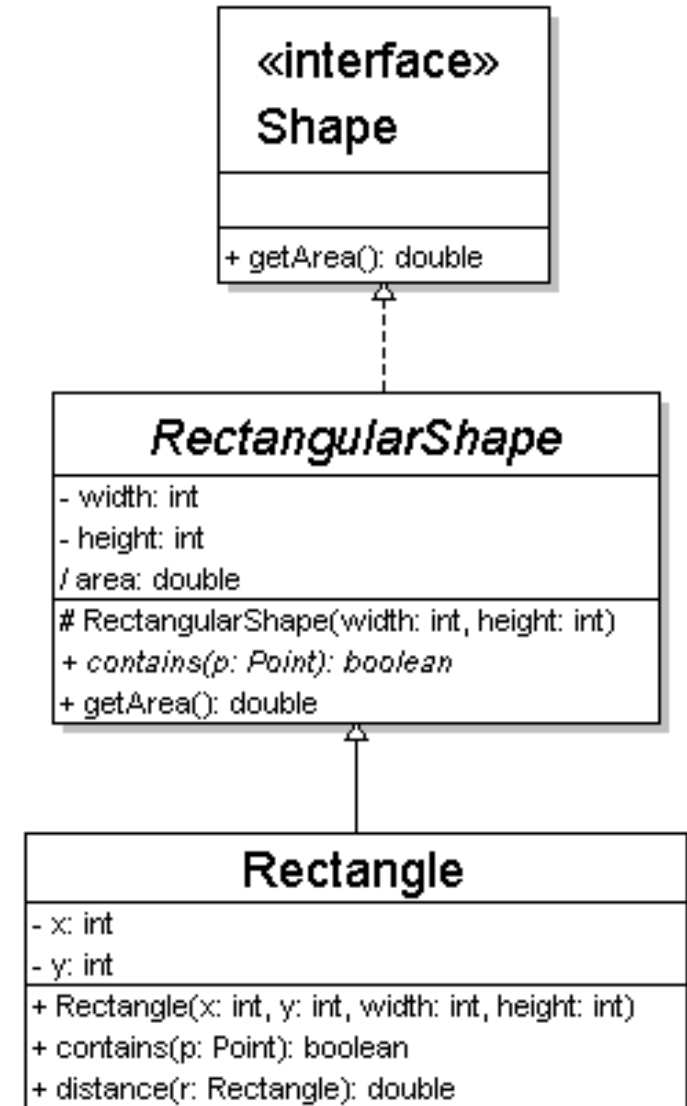 «interface»
Shape
+ getArea(): double
RectangularShape
- width: int
- height: int
/ area: double
# RectangularShape(width: int, height: int)
+ contains(p: Point): boolean
+ getArea(): double
Rectangle
- x: int
- y: int
+ Rectangle(x: int, y: int, width: int, height: int)
+ contains(p: Point): boolean
+ distance(r: Rectangle): double